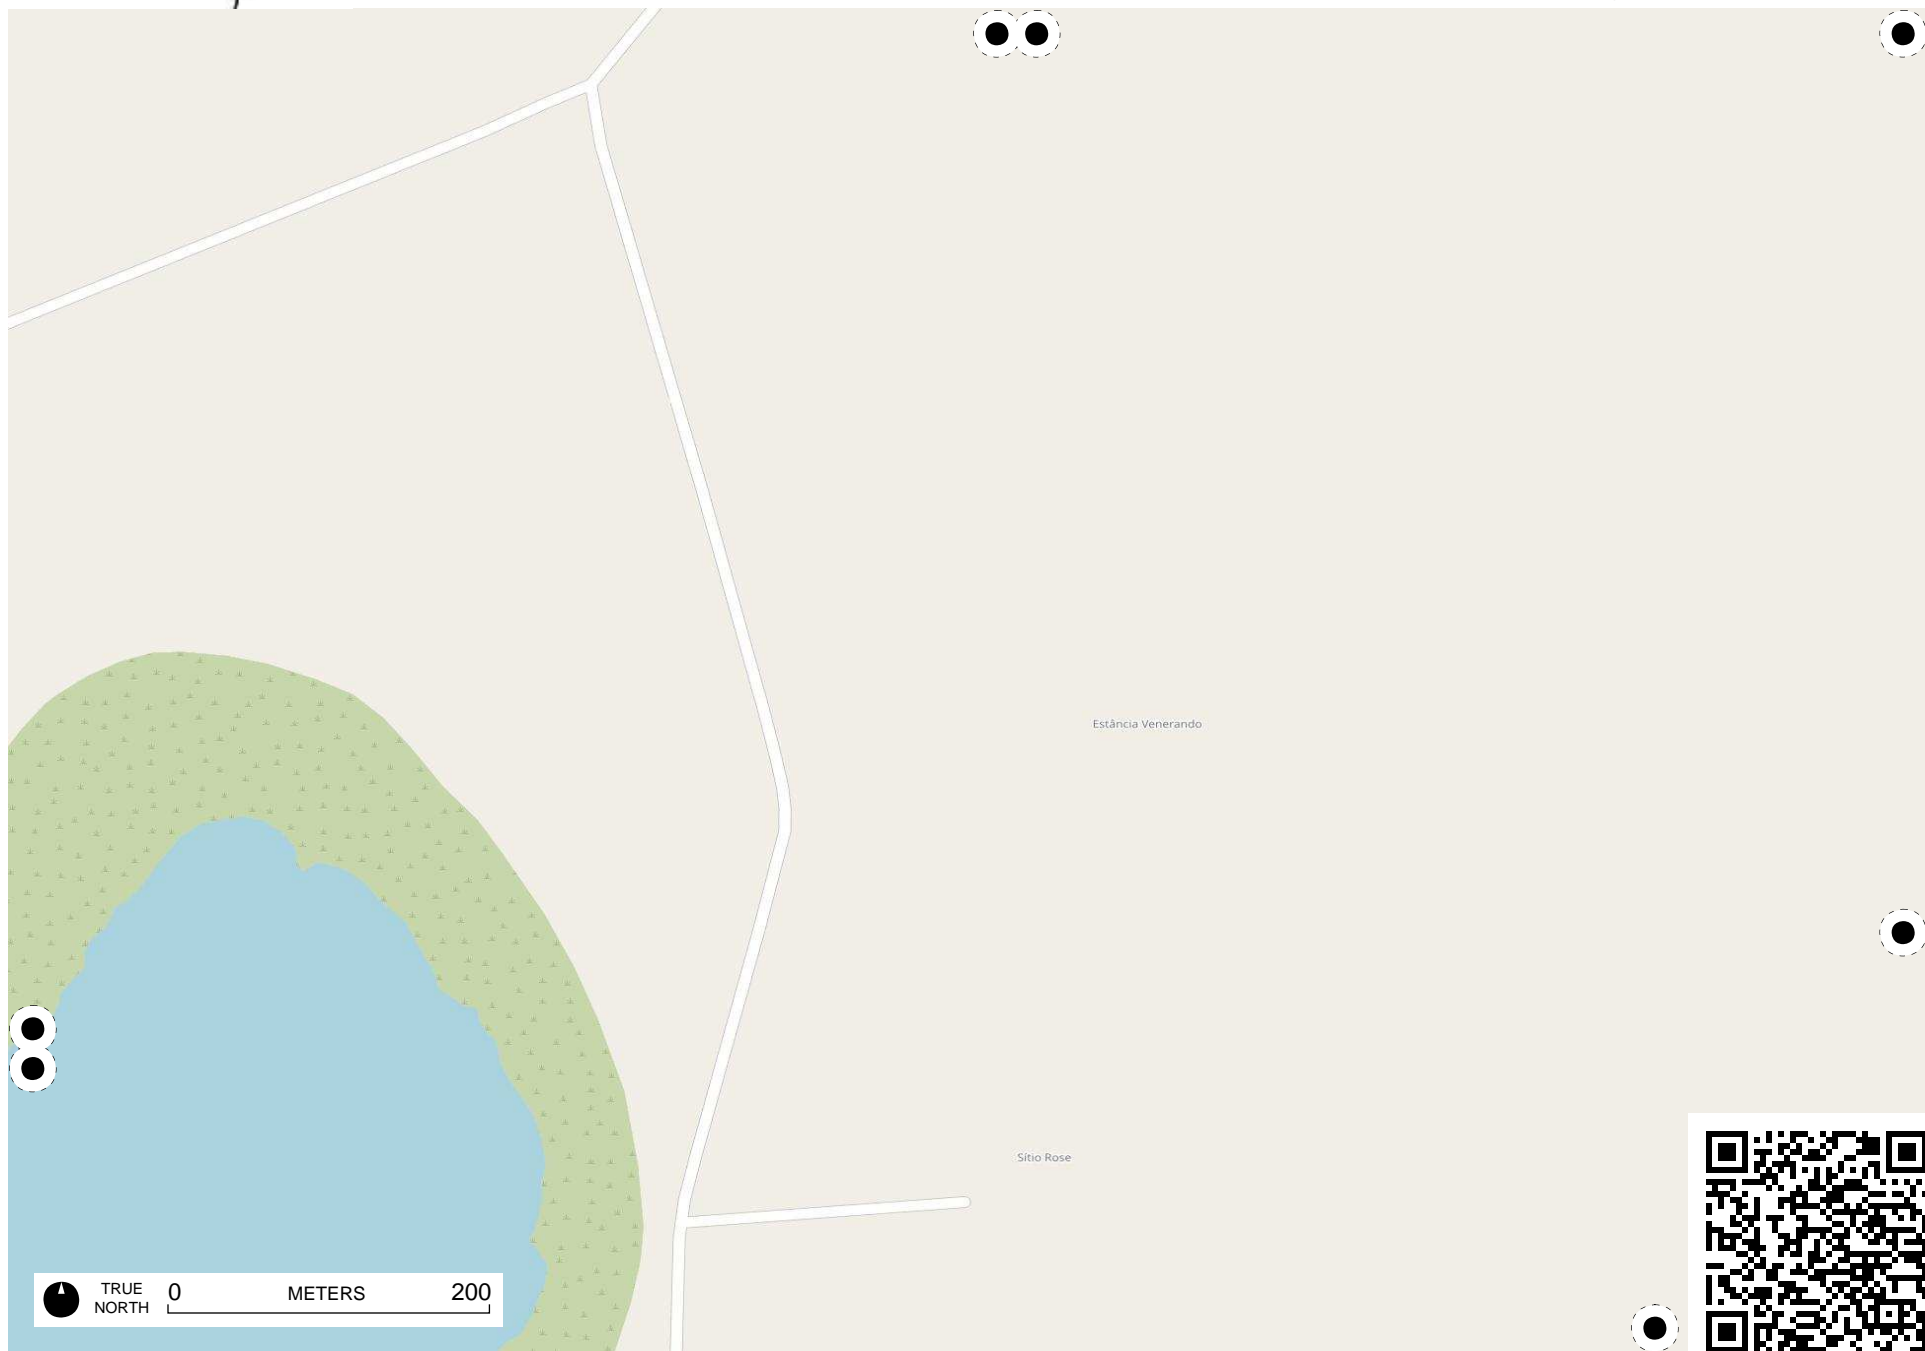 Estância Venerando
Sítio Rose
TRUE
NORTH
0 METERS 200